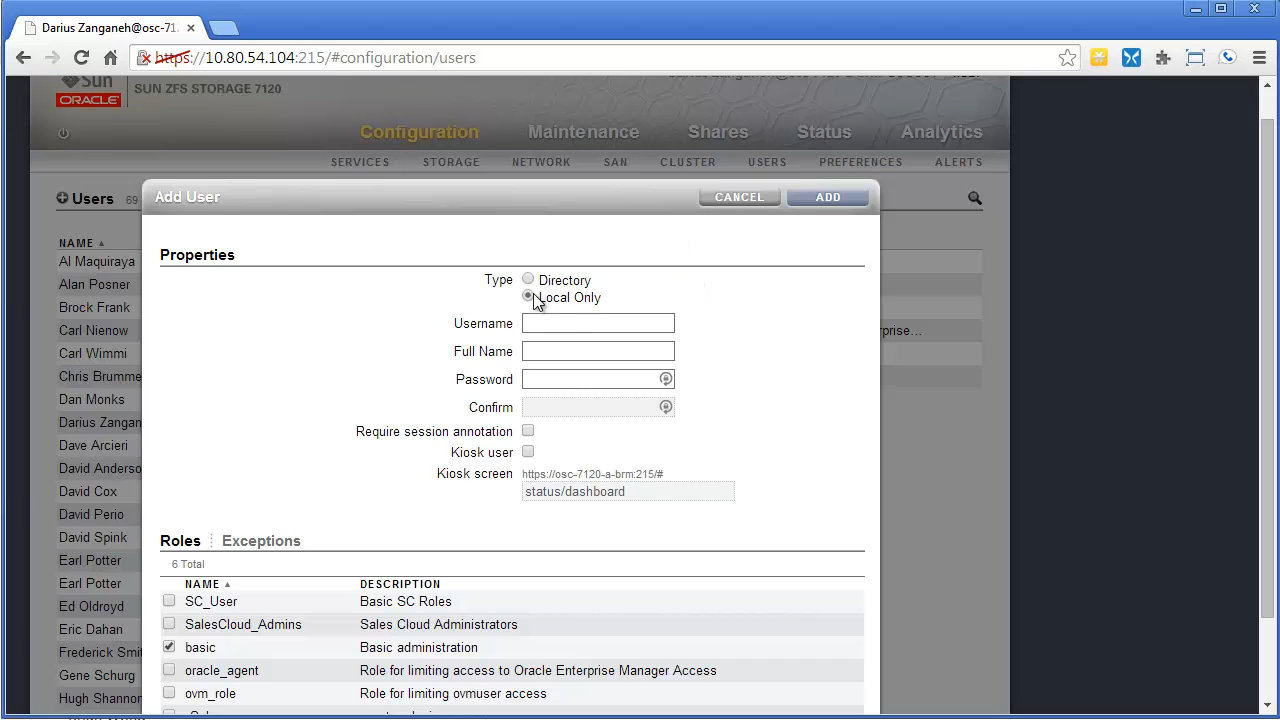 Darius Zanganeh@osc-71
https://10.80.54.104:215/#configuration/users
Sun
ORACLE
SUN ZFS STORAGE 7120
Configuration
Maintenance
Shares
Status
Analytics
SERVICES
STORAGE
NETWORK
SAN
CLUSTER
USERS
PREFERENCES
ALERTS
Users 69
Add User
CANCEL
ADD
NAME
Al Maquiraya
Alan Posner
Brock Frank
Carl Nienow
prise...
Carl Wimmi
Chris Brumme
Dan Monks
Darius Zangan
Dave Arcieri
David Anderso
David Cox
David Perio
David Spink
Earl Potter
Earl Potter
Ed Oldroyd
Eric Dahan
Frederick Smit
Gene Schurg
Hugh Shannon
Properties
Type
Directory
Local Only
Username
Full Name
Password
Confirm
Require session annotation
Kiosk user
Kiosk screen
https://osc-7120-a-brm:215/#
status/dashboard
Roles
Exceptions
6 Total
NAME
DESCRIPTION
SC_User
Basic SC Roles
SalesCloud_Admins
Sales Cloud Administrators
basic
Basic administration
oracle_agent
Role for limiting access to Oracle Enterprise Manager Access
ovm_role
Role for limiting ovmuser access